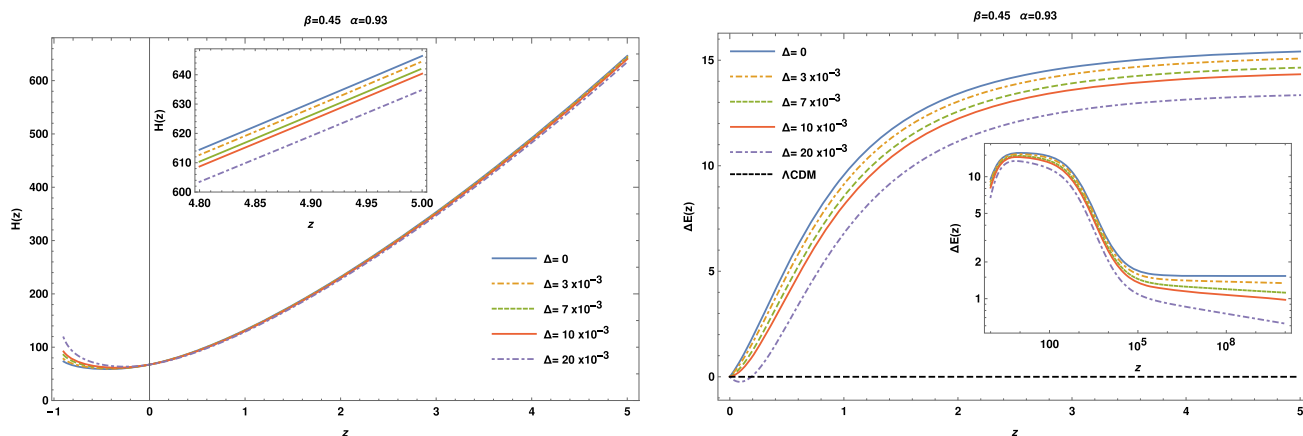 β=0.45 α=0.93
H(z)
600
500
400
300
200
100
0
−1
0
1
2
3
4
5
z
H(z)
640
630
620
610
600
4.80
4.85
4.90
4.95
5.00
z
Δ= 0
Δ= 3 x10⁻³
Δ= 7 x10⁻³
Δ= 10 x10⁻³
Δ= 20 x10⁻³
β=0.45 α=0.93
ΔE(z)
15
10
5
0
0
1
2
3
4
5
z
Δ= 0
Δ= 3 x10⁻³
Δ= 7 x10⁻³
Δ= 10 x10⁻³
Δ= 20 x10⁻³
ΛCDM
ΔE(z)
10
5
2
1
100
10⁵
10⁸
z